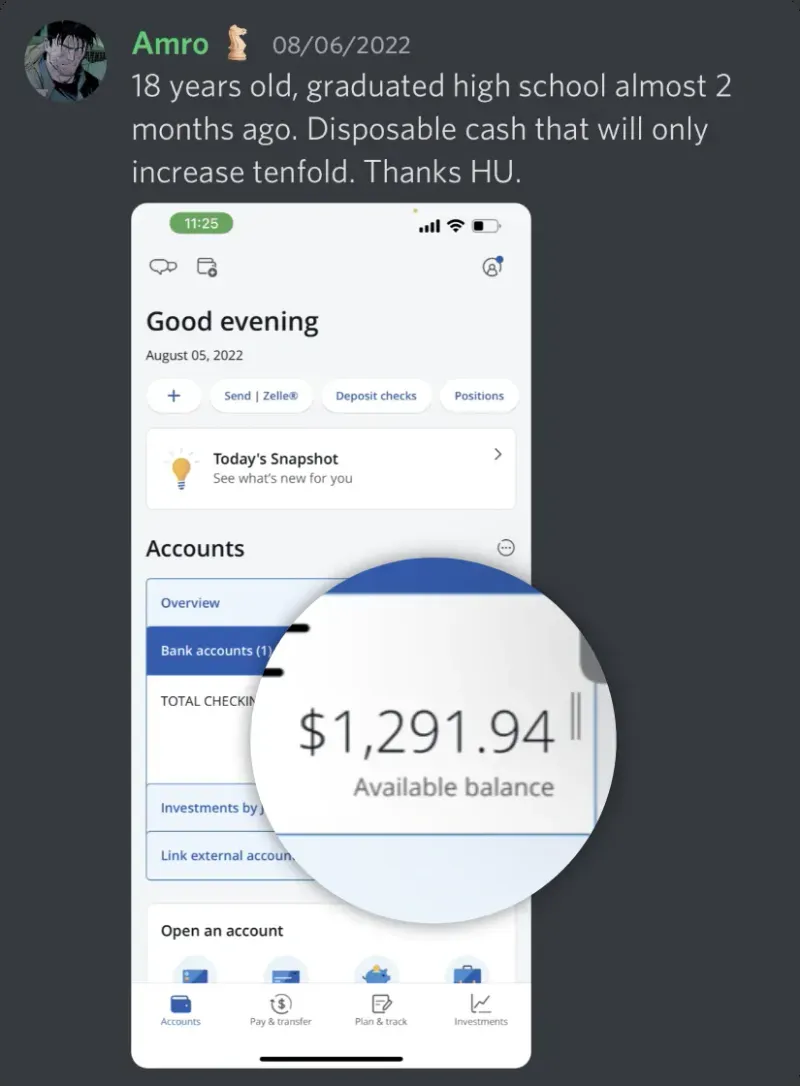 Amro 08/06/2022
18 years old, graduated high school almost 2
months ago. Disposable cash that will only
increase tenfold. Thanks HU.
11:25
Good evening
August 05, 2022
+ Send | Zelle® Deposit checks Positions
Today's Snapshot
See what's new for you
Accounts
Overview
Bank accounts (1)
TOTAL CHECKIN
$1,291.94
Available balance
Investments by J
Link external accoun
Open an account
Accounts Pay & transfer Plan & track Investments